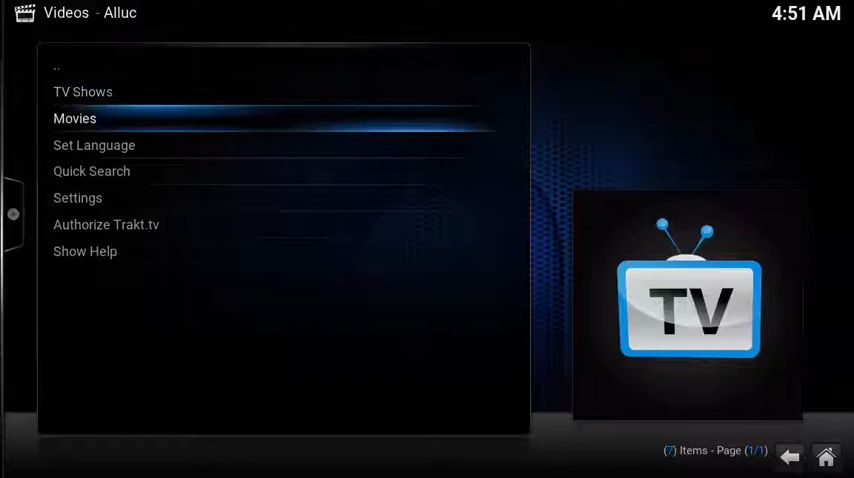 Videos - Alluc
4:51 AM
..
TV Shows
Movies
Set Language
Quick Search
Settings
Authorize Trakt.tv
Show Help
TV
(7) Items - Page (1/1)